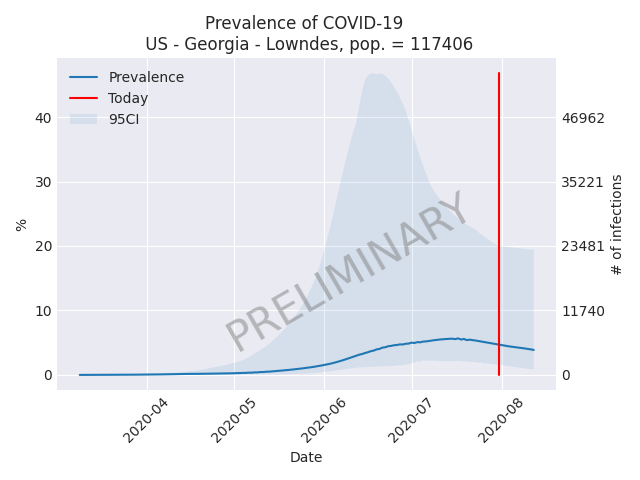 Prevalence of COVID-19
US - Georgia - Lowndes, pop. = 117406
Prevalence
Today
95CI
40
30
20
10
0
%
46962
35221
23481
11740
0
# of infections
PRELIMINARY
2020-04
2020-05
2020-06
2020-07
2020-08
Date